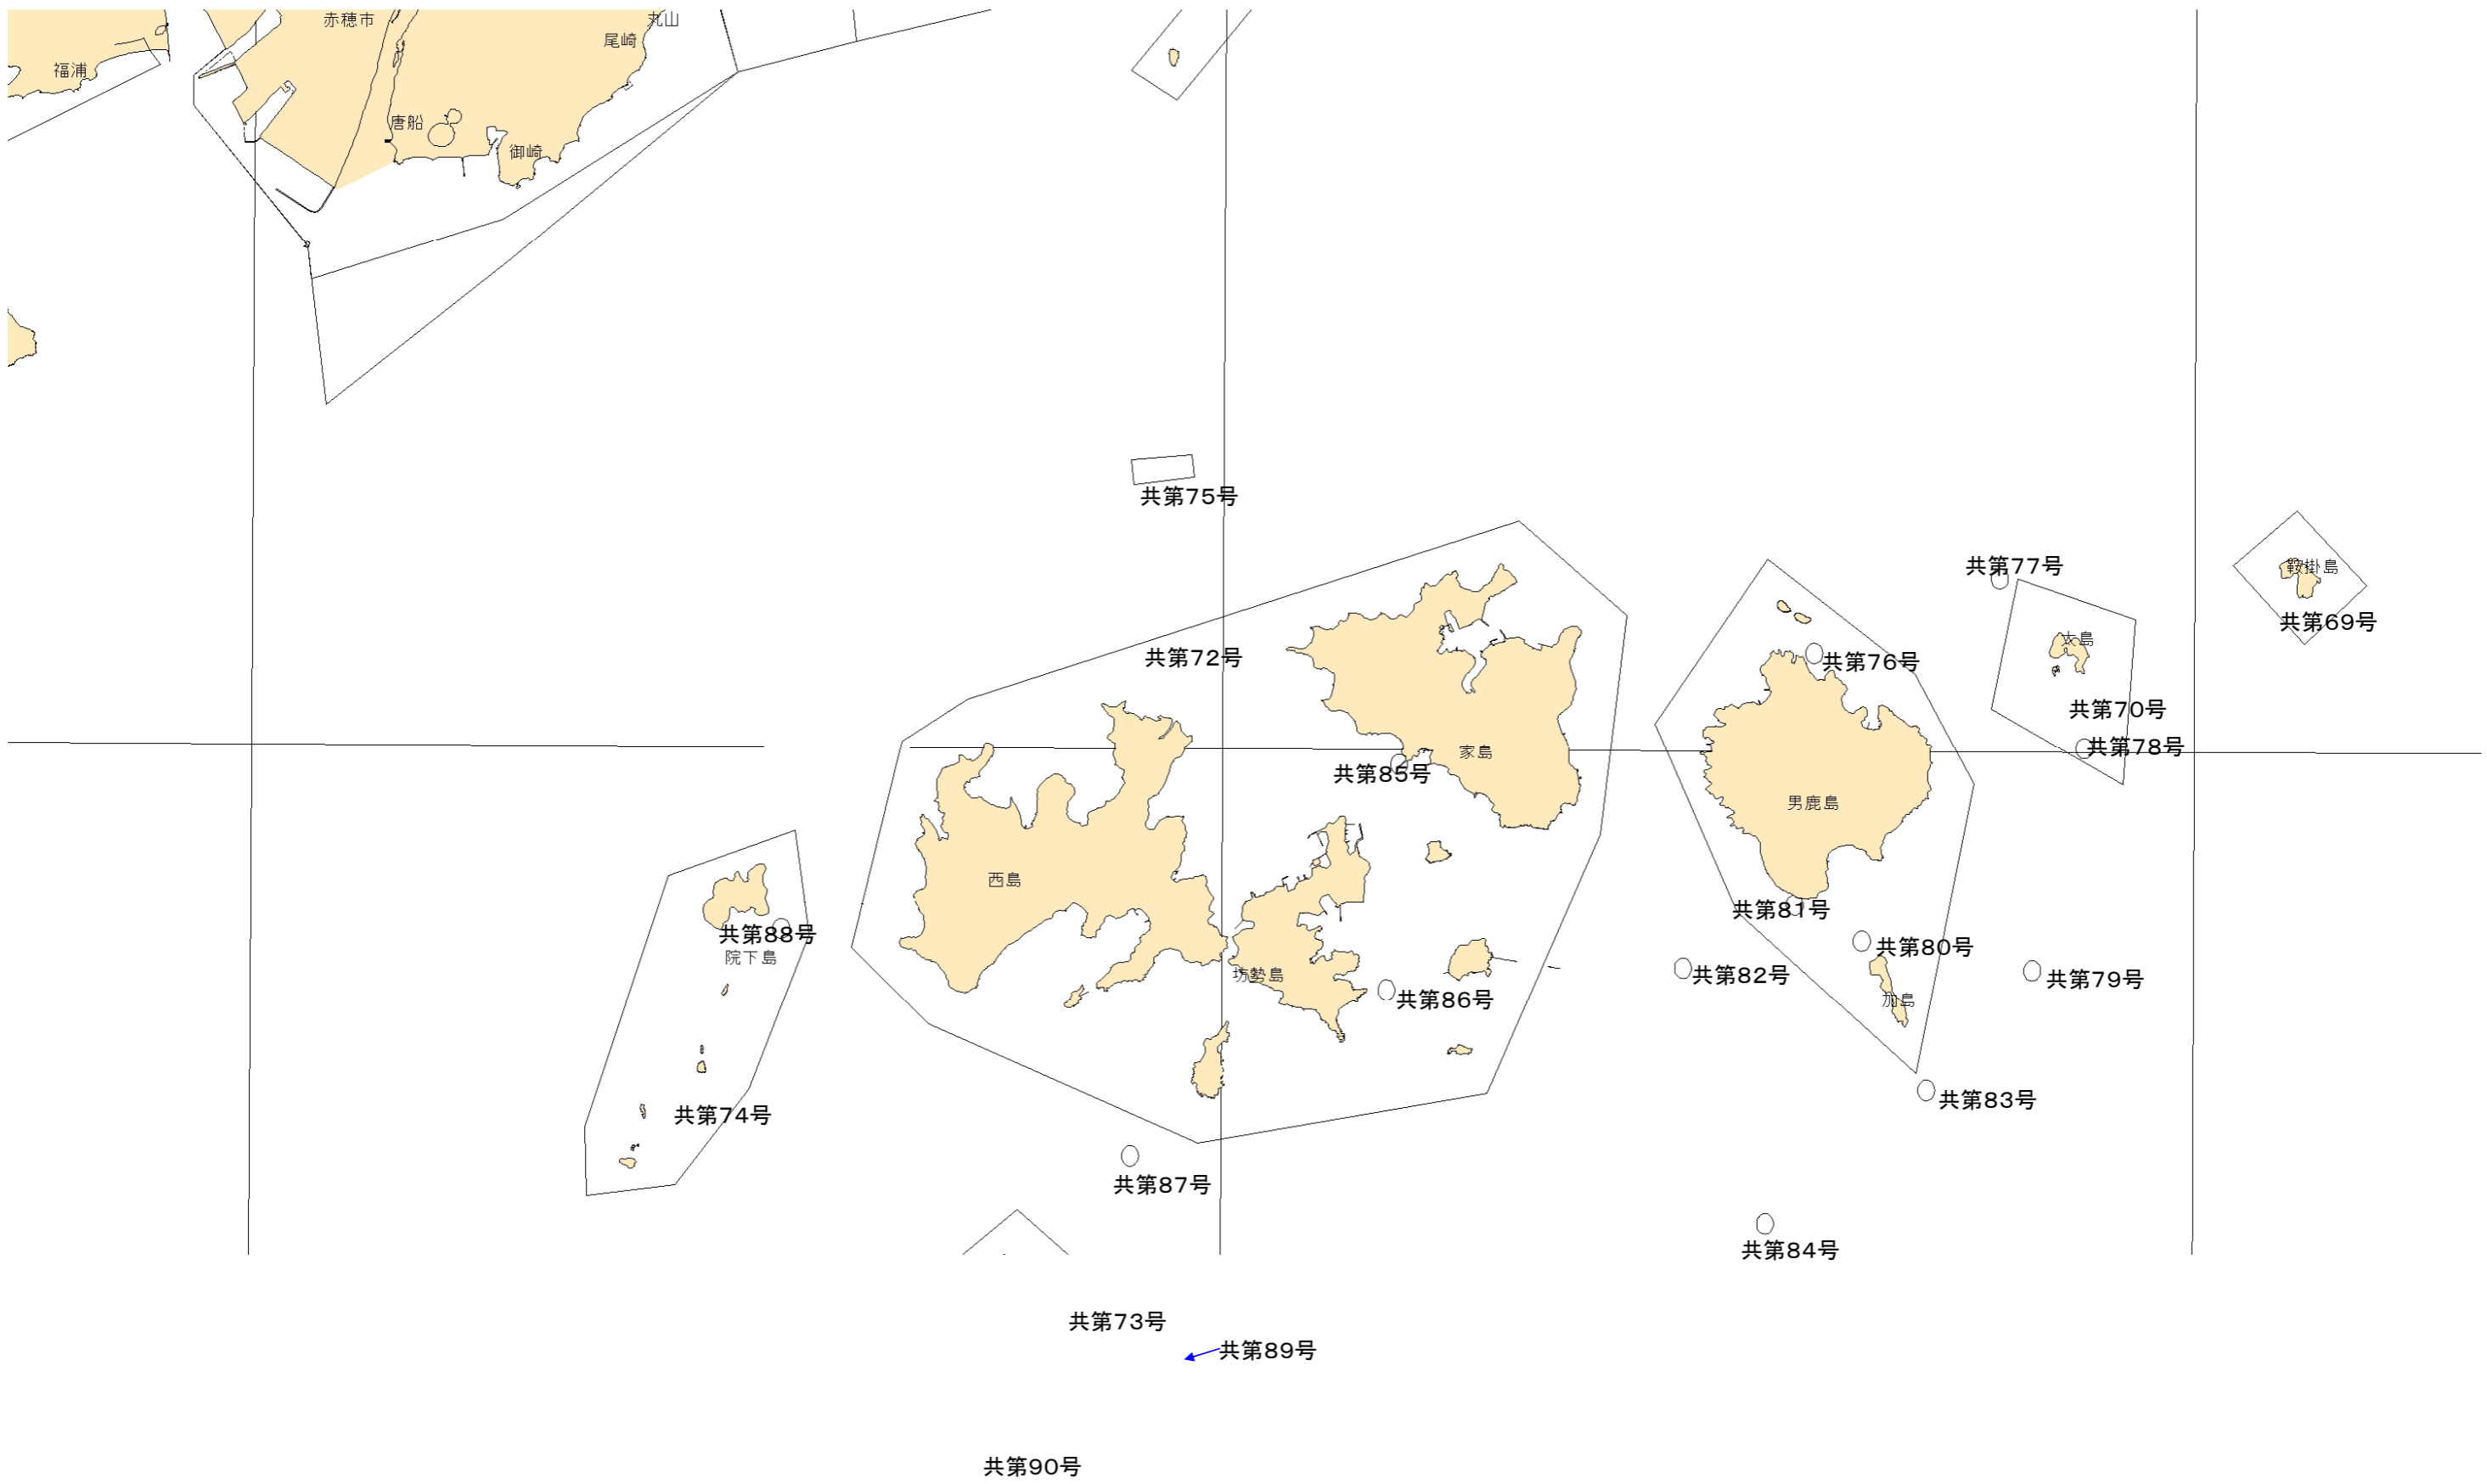 赤穂市
丸山
尾崎
福浦
唐船
御崎
共第75号
共第77号
鞍掛島
共第69号
太島
共第72号
共第76号
共第70号
共第78号
家島
共第85号
男鹿島
西島
共第81号
共第88号
共第80号
院下島
坊勢島
共第82号
共第79号
共第86号
加島
共第83号
共第74号
共第87号
共第84号
共第73号
共第89号
共第90号